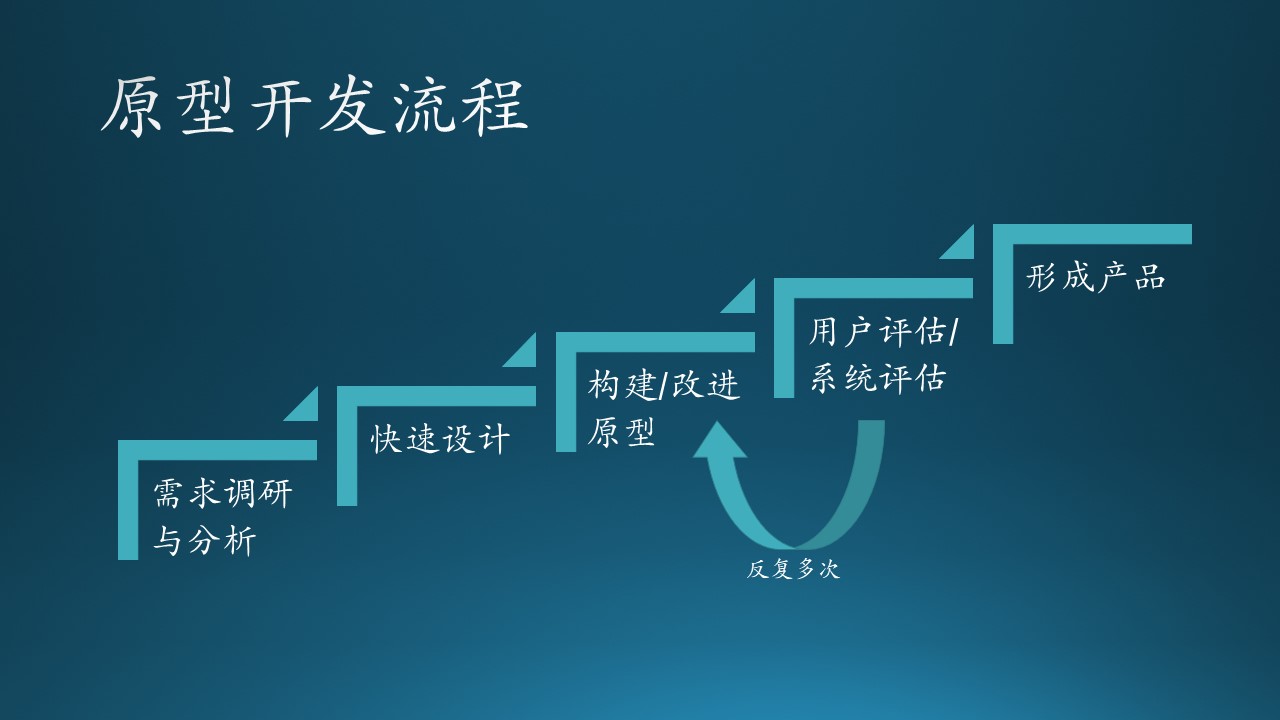 原型开发流程
需求调研
与分析
快速设计
构建/改进
原型
用户评估/
系统评估
形成产品
反复多次